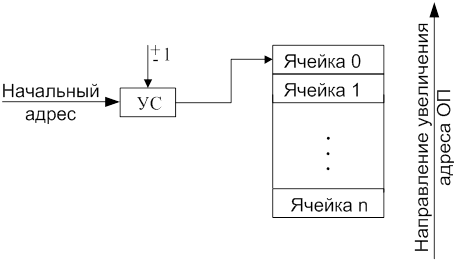 ± 1
Начальный
адрес
УС
Ячейка 0
Ячейка 1
Ячейка n
Направление увеличения
адреса ОП